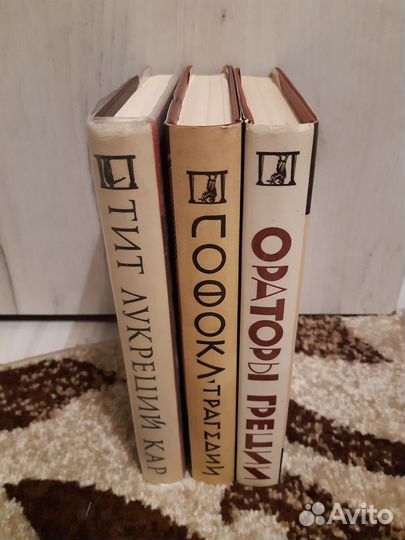 ТИТ ЛУКРЕЦИЙ КАР
СОФОКЛ·ТРАГЕДИИ
ОРАТОРЫ ГРЕЦИИ
Avito